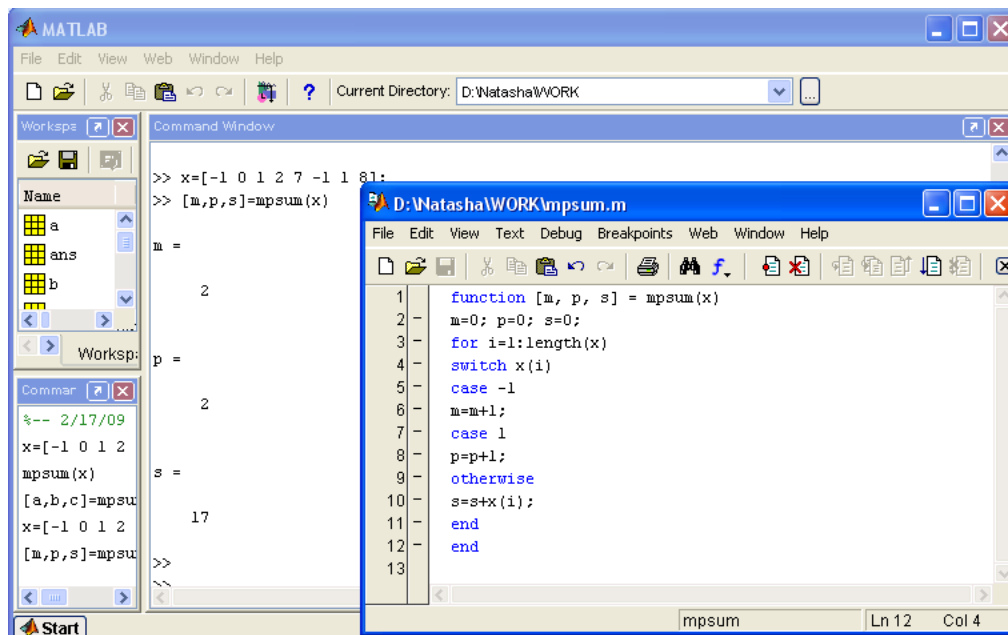 MATLAB
File Edit View Web Window Help
Current Directory: D:\Natasha\WORK ...
Workspa
Name
a
ans
b
Worksp
Commar
%-- 2/17/09
x=[-1 0 1 2
mpsum(x)
[a,b,c]=mpsu
x=[-1 0 1 2
[m,p,s]=mpsu
Start
Command Window
>> x=[-1 0 1 2 7 -1 1 8];
>> [m,p,s]=mpsum(x)
m =
2
p =
2
s =
17
>>
D:\Natasha\WORK\mpsum.m
File Edit View Text Debug Breakpoints Web Window Help
1 function [m, p, s] = mpsum(x)
2 - m=0; p=0; s=0;
3 - for i=1:length(x)
4 - switch x(i)
5 - case -1
6 - m=m+1;
7 - case 1
8 - p=p+1;
9 - otherwise
10 - s=s+x(i);
11 - end
12 - end
13
mpsum Ln 12 Col 4